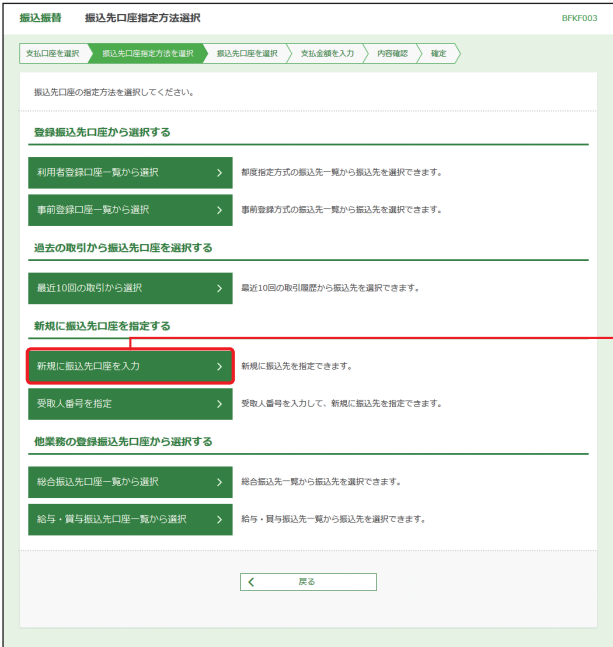 振込振替 振込先口座指定方法選択 BFKF003
支払口座を選択 振込先口座指定方法を選択 振込先口座を選択 支払金額を入力 内容確認 確定
振込先口座の指定方法を選択してください。
登録振込先口座から選択する
利用者登録口座一覧から選択 都度指定方式の振込先一覧から振込先を選択できます。
事前登録口座一覧から選択 事前登録方式の振込先一覧から振込先を選択できます。
過去の取引から振込先口座を選択する
最近10回の取引から選択 最近10回の取引履歴から振込先を選択できます。
新規に振込先口座を指定する
新規に振込先口座を入力 新規に振込先を指定できます。
受取人番号を指定 受取人番号を入力して、新規に振込先を指定できます。
他業務の登録振込先口座から選択する
総合振込先口座一覧から選択 総合振込先一覧から振込先を選択できます。
給与・賞与振込先口座一覧から選択 給与・賞与振込先一覧から振込先を選択できます。
戻る